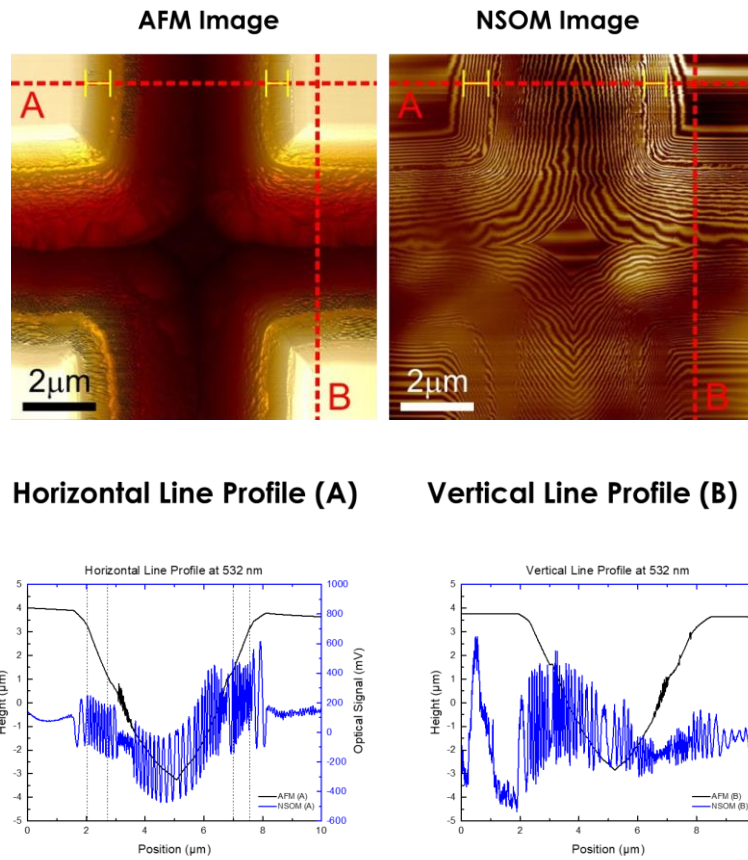 AFM Image
NSOM Image
A
B
2μm
A
B
2μm
Horizontal Line Profile (A)
Vertical Line Profile (B)
Horizontal Line Profile at 532 nm
Height (μm)
5
4
3
2
1
0
-1
-2
-3
-4
-5
0 2 4 6 8 10
Position (μm)
1000
800
600
400
200
0
-200
-400
-600
Optical Signal (mV)
AFM (A)
NSOM (A)
Vertical Line Profile at 532 nm
Height (μm)
5
4
3
2
1
0
-1
-2
-3
-4
-5
0 2 4 6 8
Position (μm)
AFM (B)
NSOM (B)